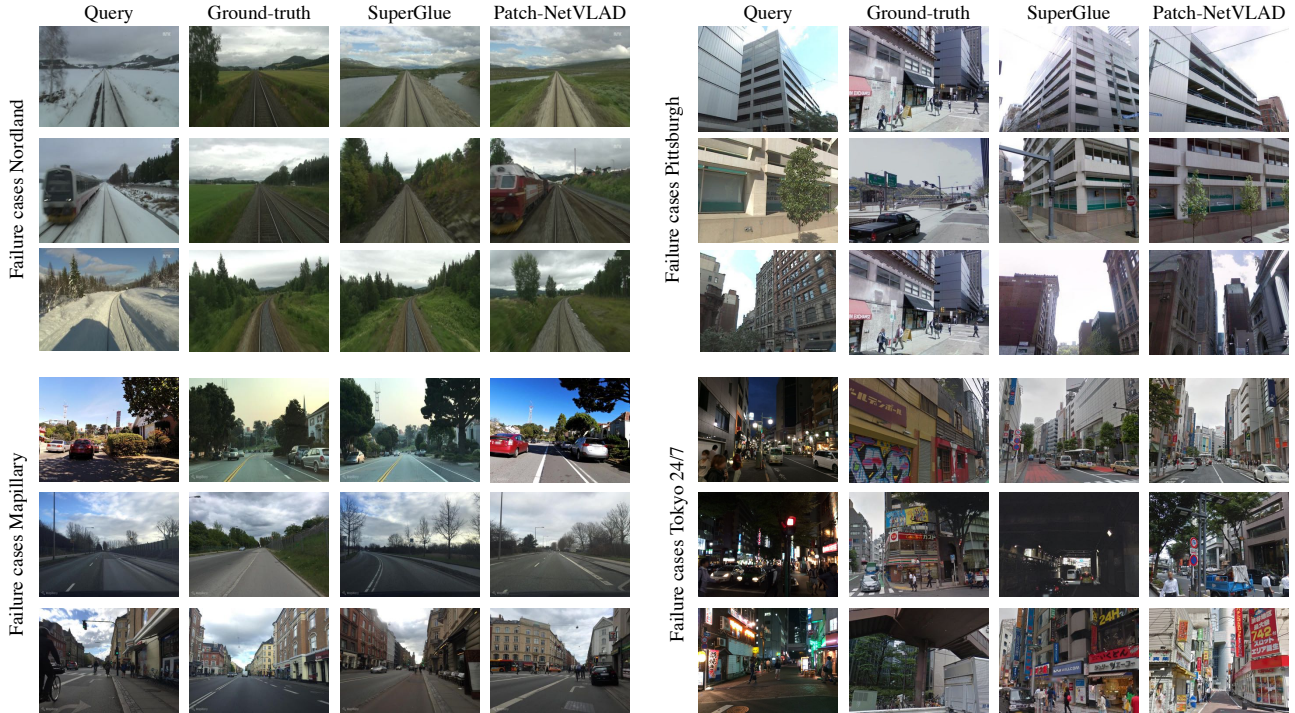 Query Ground-truth SuperGlue Patch-NetVLAD
Failure cases Nordland
Failure cases Mapillary
Query Ground-truth SuperGlue Patch-NetVLAD
Failure cases Pittsburgh
Failure cases Tokyo 24/7
24H
742